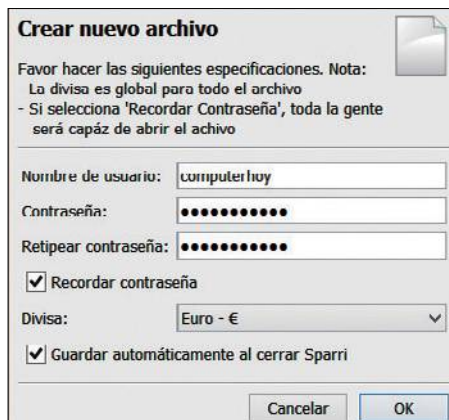 Crear nuevo archivo
Favor hacer las siguientes especificaciones. Nota:
La divisa es global para todo el archivo
- Si selecciona 'Recordar Contraseña', toda la gente
será capáz de abrir el achivo
Nombre de usuario: computerhoy
Contraseña: •••••••••••
Retipear contraseña: •••••••••••
Recordar contraseña
Divisa: Euro - €
Guardar automáticamente al cerrar Sparri
Cancelar OK